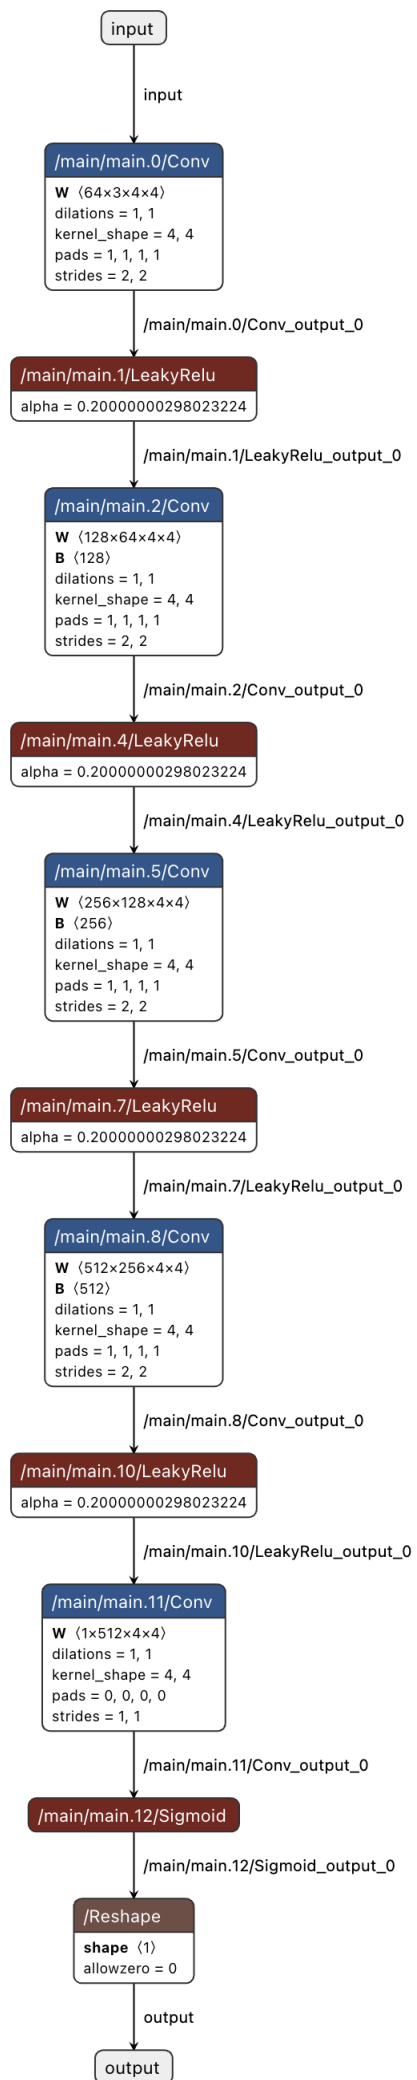 input
input
/main/main.0/Conv
W 〈64×3×4×4〉
dilations = 1, 1
kernel_shape = 4, 4
pads = 1, 1, 1, 1
strides = 2, 2
/main/main.0/Conv_output_0
/main/main.1/LeakyRelu
alpha = 0.20000000298023224
/main/main.1/LeakyRelu_output_0
/main/main.2/Conv
W 〈128×64×4×4〉
B 〈128〉
dilations = 1, 1
kernel_shape = 4, 4
pads = 1, 1, 1, 1
strides = 2, 2
/main/main.2/Conv_output_0
/main/main.4/LeakyRelu
alpha = 0.20000000298023224
/main/main.4/LeakyRelu_output_0
/main/main.5/Conv
W 〈256×128×4×4〉
B 〈256〉
dilations = 1, 1
kernel_shape = 4, 4
pads = 1, 1, 1, 1
strides = 2, 2
/main/main.5/Conv_output_0
/main/main.7/LeakyRelu
alpha = 0.20000000298023224
/main/main.7/LeakyRelu_output_0
/main/main.8/Conv
W 〈512×256×4×4〉
B 〈512〉
dilations = 1, 1
kernel_shape = 4, 4
pads = 1, 1, 1, 1
strides = 2, 2
/main/main.8/Conv_output_0
/main/main.10/LeakyRelu
alpha = 0.20000000298023224
/main/main.10/LeakyRelu_output_0
/main/main.11/Conv
W 〈1×512×4×4〉
dilations = 1, 1
kernel_shape = 4, 4
pads = 0, 0, 0, 0
strides = 1, 1
/main/main.11/Conv_output_0
/main/main.12/Sigmoid
/main/main.12/Sigmoid_output_0
/Reshape
shape 〈1〉
allowzero = 0
output
output